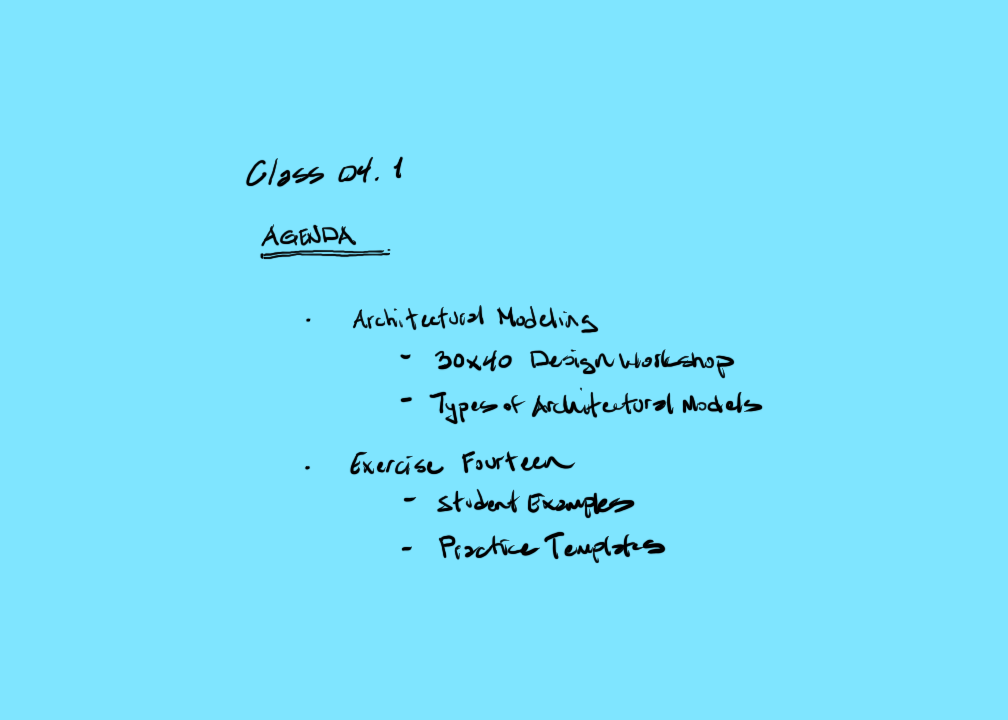 Class 04.1
AGENDA
· Architectural Modeling
- 30x40 Design Workshop
- Types of Architectural Models
· Exercise Fourteen
- Student Examples
- Practice Templates